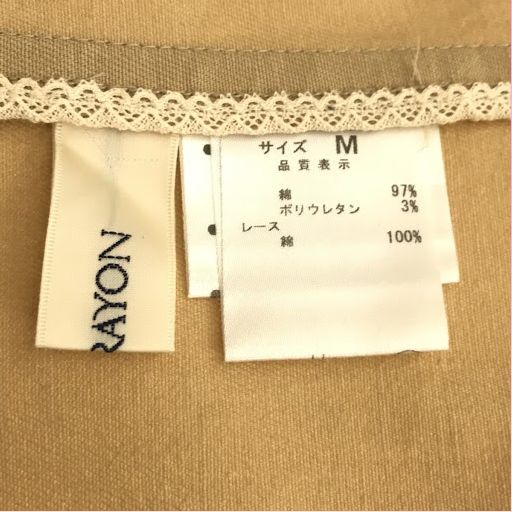 RAYON
サイズ M
品質表示
綿 97%
ポリウレタン 3%
レース
綿 100%